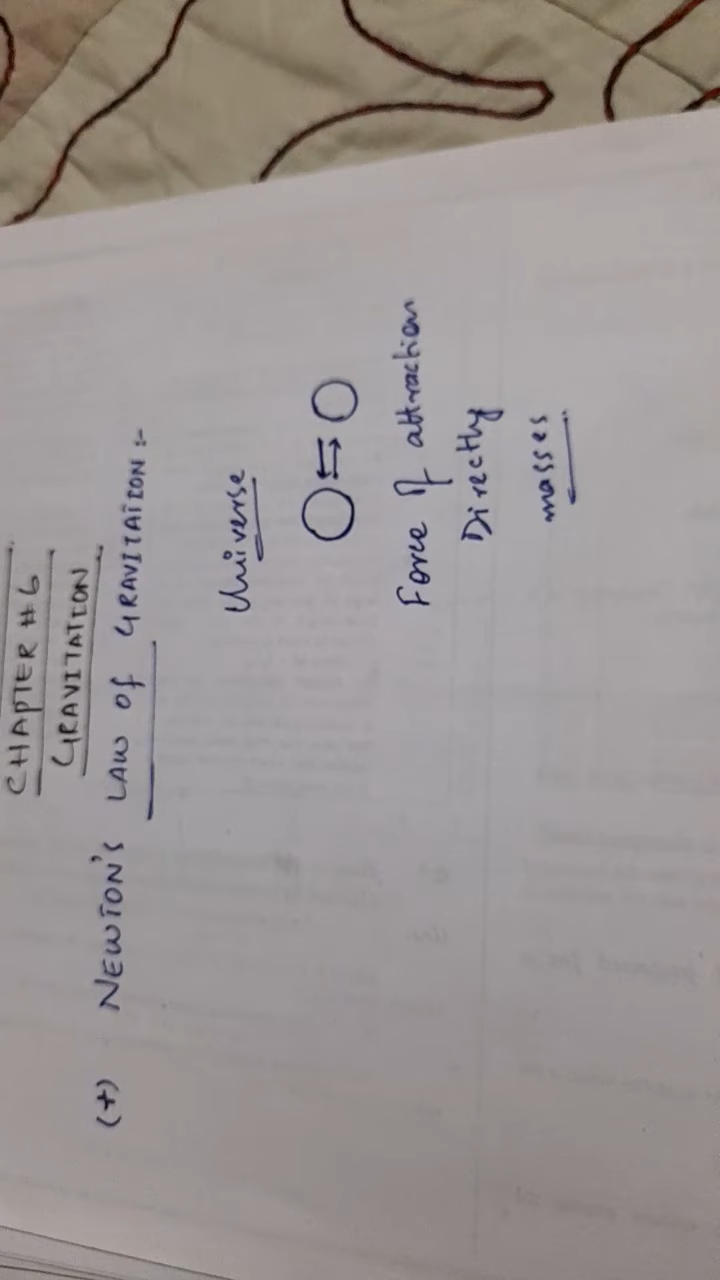 CHAPTER # 6
GRAVITATION
(+) NEWTON'S LAW OF GRAVITATION :-
Universe
Force of attraction
Directly
masses